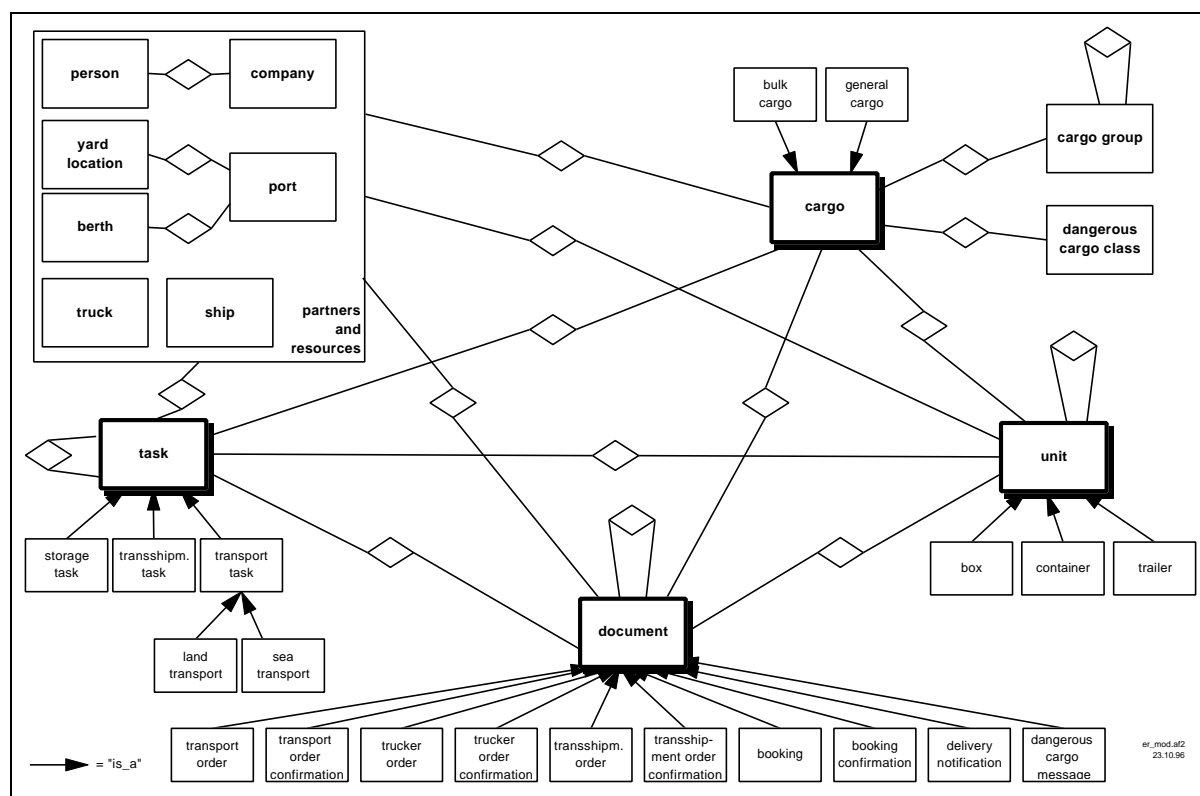 person
company
yard
location
port
berth
truck
ship
partners
and
resources
bulk
cargo
general
cargo
cargo group
cargo
dangerous
cargo class
task
unit
storage
task
transshipm.
task
transport
task
box
container
trailer
land
transport
sea
transport
document
transport
order
transport
order
confirmation
trucker
order
trucker
order
confirmation
transshipm.
order
transship-
ment order
confirmation
booking
booking
confirmation
delivery
notification
dangerous
cargo
message
= "is_a"
er_mod.af2
23.10.96